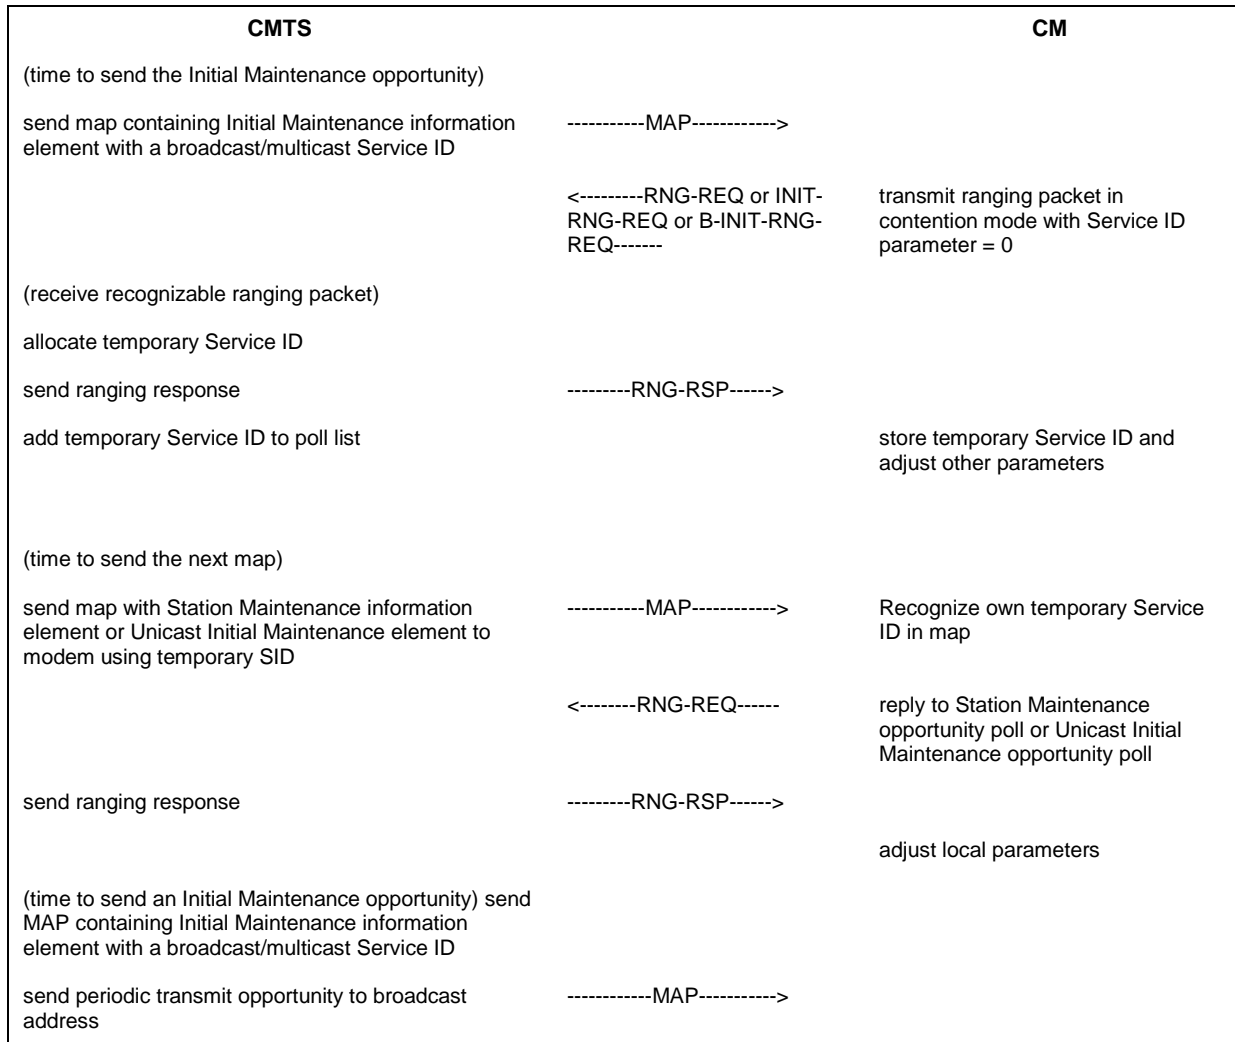 CMTS CM
(time to send the Initial Maintenance opportunity)
send map containing Initial Maintenance information -----------MAP------------>
element with a broadcast/multicast Service ID
<---------RNG-REQ or INIT- transmit ranging packet in
RNG-REQ or B-INIT-RNG- contention mode with Service ID
REQ------- parameter = 0
(receive recognizable ranging packet)
allocate temporary Service ID
send ranging response ---------RNG-RSP------>
add temporary Service ID to poll list store temporary Service ID and
adjust other parameters
(time to send the next map)
send map with Station Maintenance information -----------MAP------------> Recognize own temporary Service
element or Unicast Initial Maintenance element to ID in map
modem using temporary SID
<--------RNG-REQ------ reply to Station Maintenance
opportunity poll or Unicast Initial
Maintenance opportunity poll
send ranging response ---------RNG-RSP------>
adjust local parameters
(time to send an Initial Maintenance opportunity) send
MAP containing Initial Maintenance information
element with a broadcast/multicast Service ID
send periodic transmit opportunity to broadcast ------------MAP----------->
address